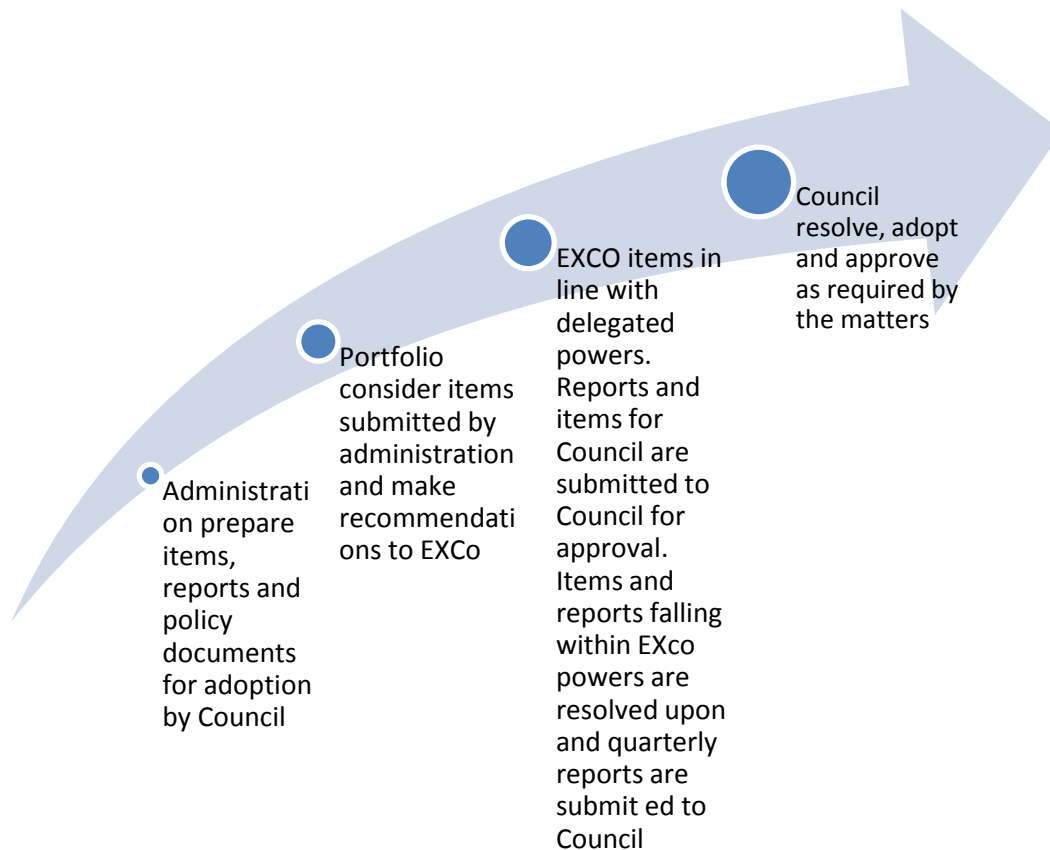 Administrati
on prepare
items,
reports and
policy
documents
for adoption
by Council
Portfolio
consider items
submitted by
administration
and make
recommendati
ons to EXCo
EXCO items in
line with
delegated
powers.
Reports and
items for
Council are
submitted to
Council for
approval.
Items and
reports falling
within EXco
powers are
resolved upon
and quarterly
reports are
submit ed to
Council
Council
resolve, adopt
and approve
as required by
the matters